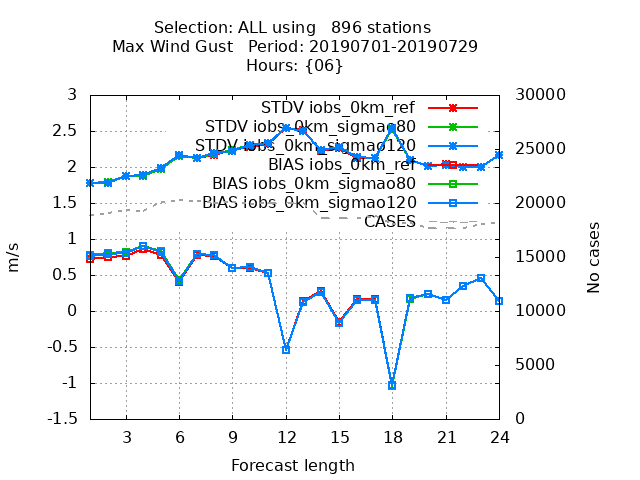 Selection: ALL using   896 stations
Max Wind Gust   Period: 20190701-20190729
Hours: {06}
STDV iobs_0km_ref
STDV iobs_0km_sigmao80
STDV iobs_0km_sigmao120
BIAS iobs_0km_ref
BIAS iobs_0km_sigmao80
BIAS iobs_0km_sigmao120
CASES
3
2.5
2
1.5
1
0.5
0
-0.5
-1
-1.5
m/s
30000
25000
20000
15000
10000
5000
0
No cases
3 6 9 12 15 18 21 24
Forecast length